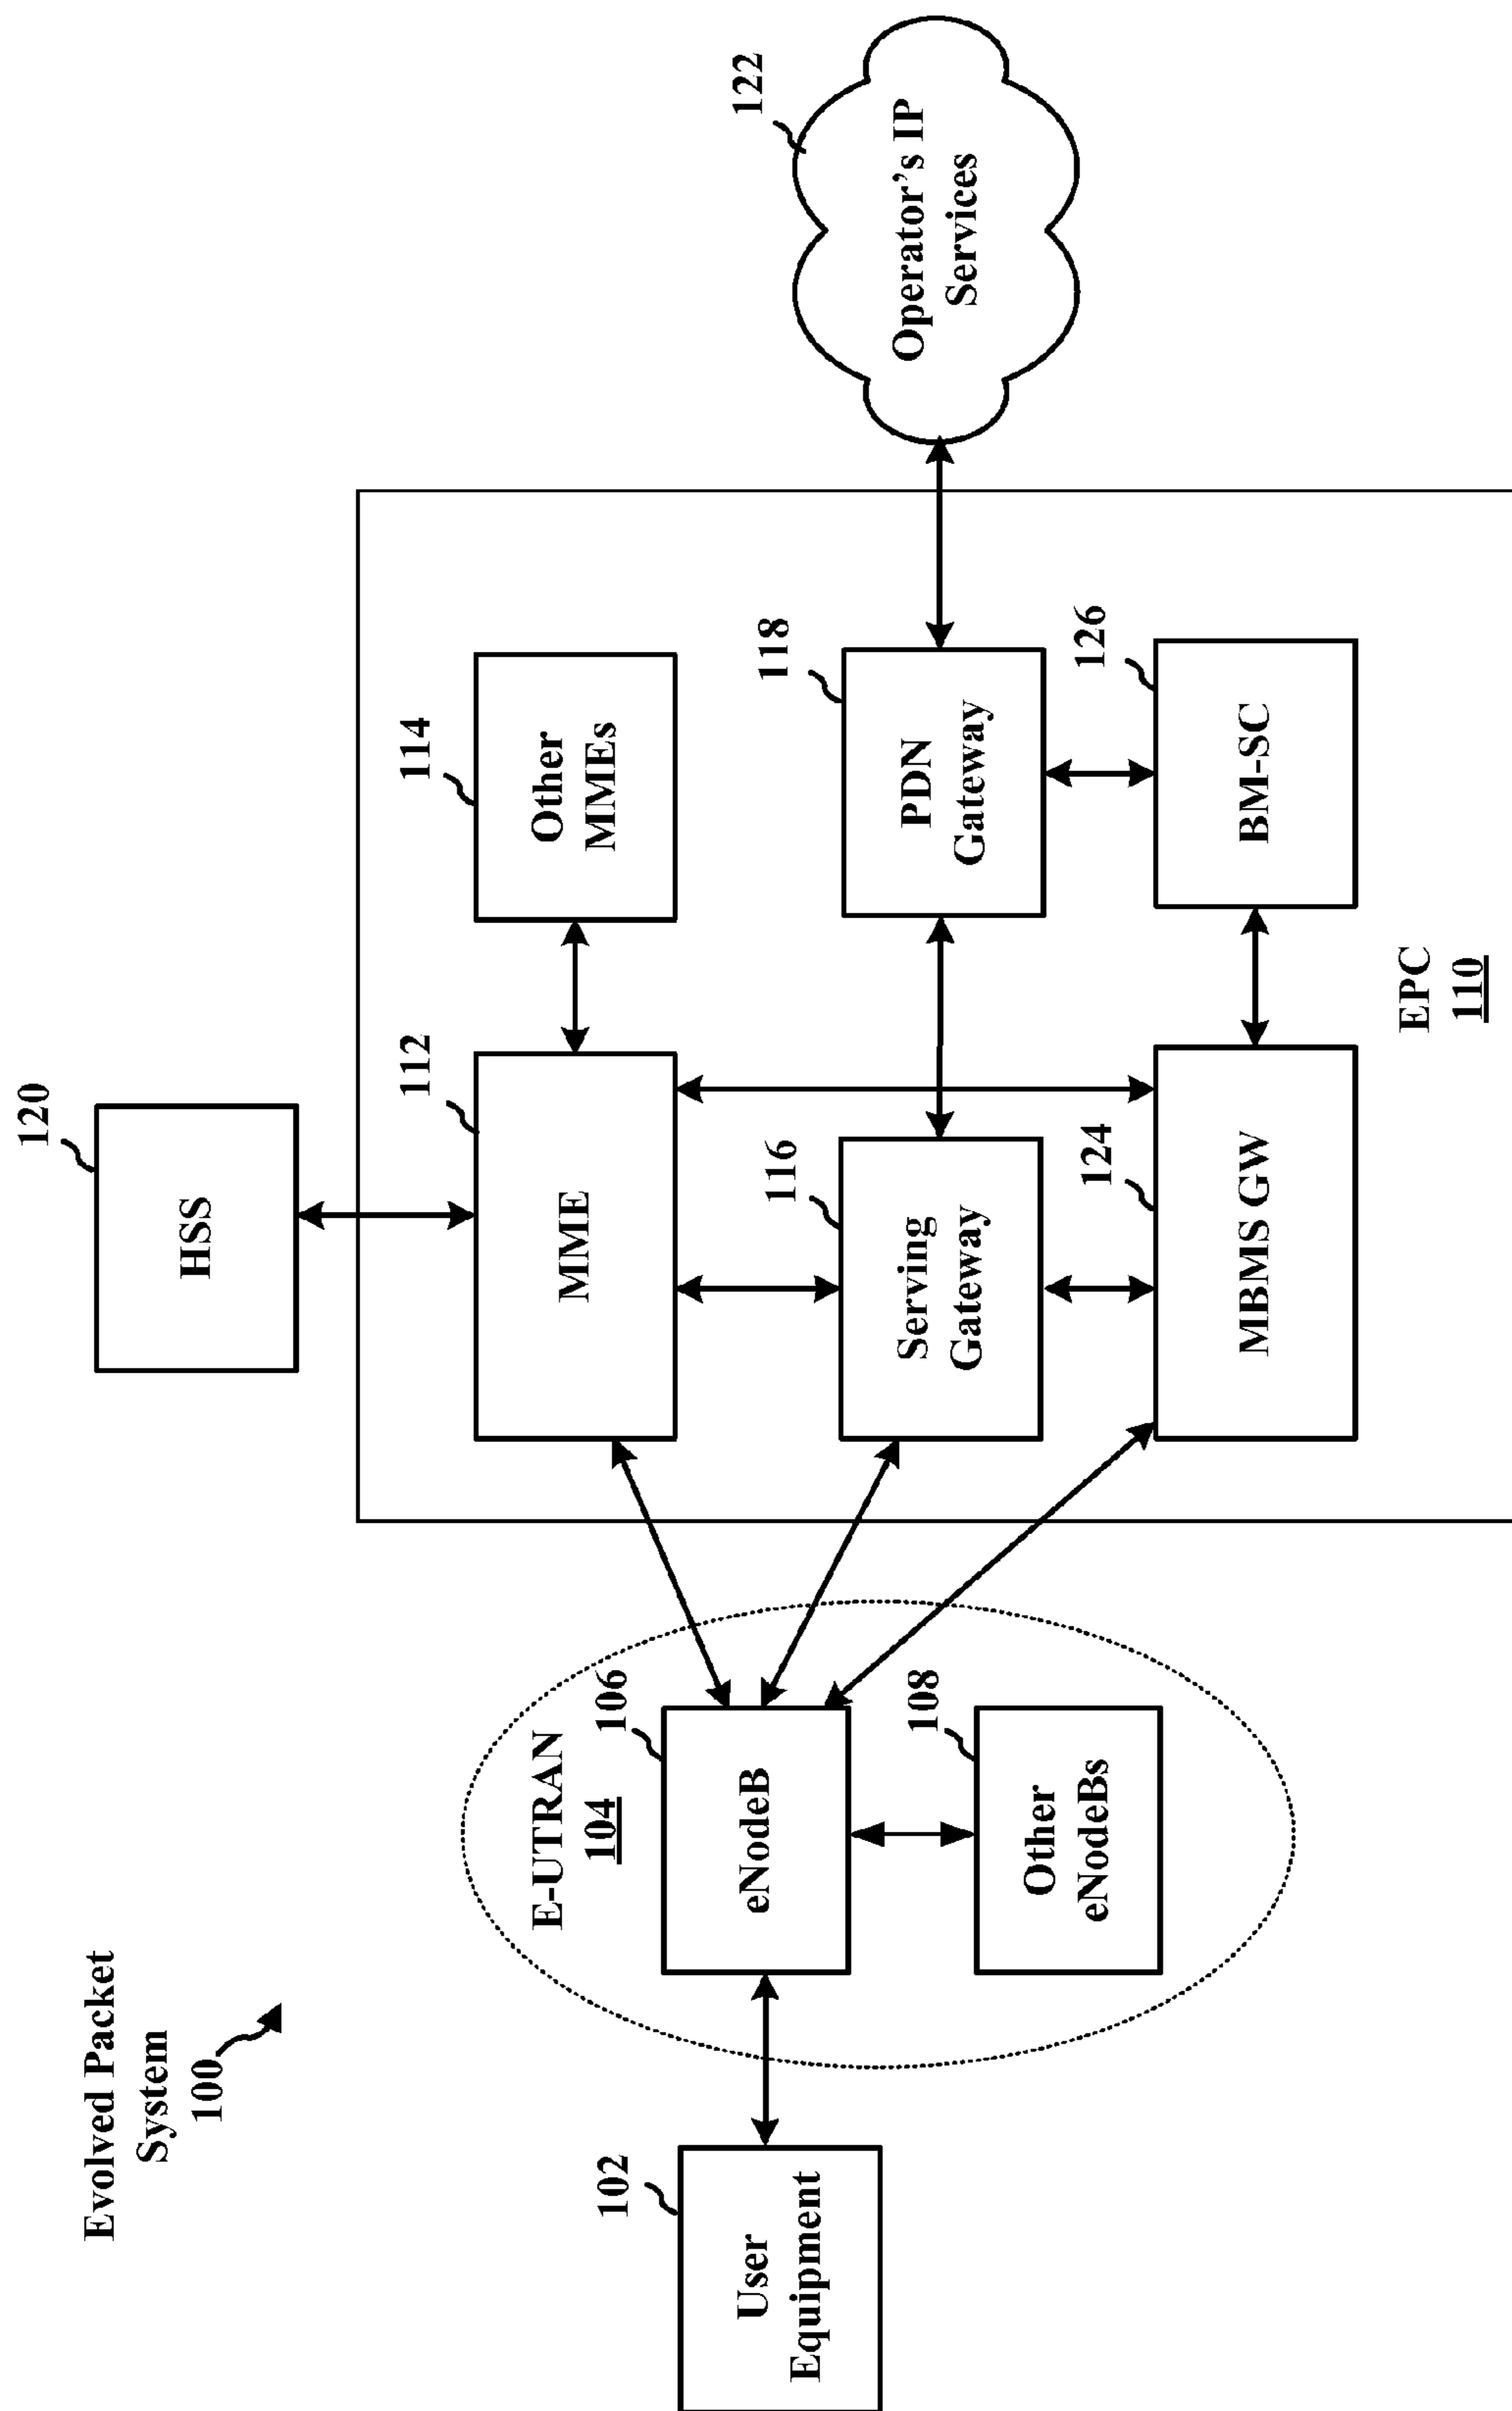 Evolved Packet
System
100
HSS
120
E-UTRAN
104
User
Equipment
102
eNodeB
106
Other
eNodeBs
108
MME
112
Other
MMEs
114
Serving
Gateway
116
PDN
Gateway
118
Operator's IP
Services
122
MBMS GW
124
BM-SC
126
EPC
110